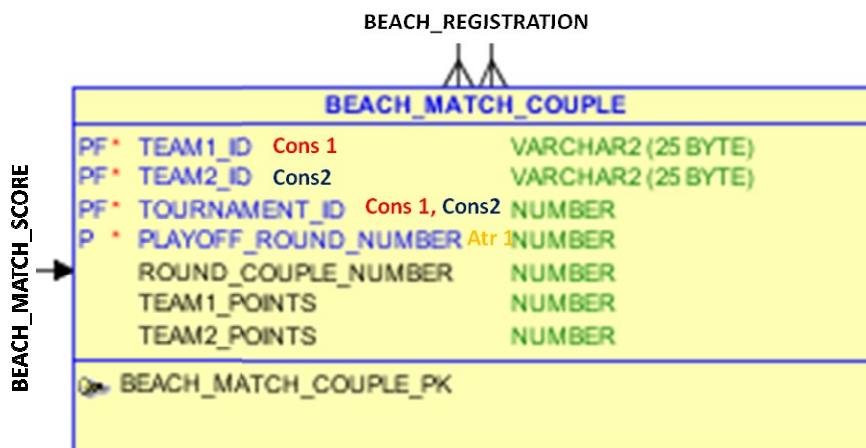 BEACH_REGISTRATION
BEACH_MATCH_COUPLE
PF * TEAM1_ID Cons 1 VARCHAR2 (25 BYTE)
PF * TEAM2_ID Cons2 VARCHAR2 (25 BYTE)
PF * TOURNAMENT_ID Cons 1, Cons2 NUMBER
P * PLAYOFF_ROUND_NUMBER Atr 1 NUMBER
ROUND_COUPLE_NUMBER NUMBER
TEAM1_POINTS NUMBER
TEAM2_POINTS NUMBER
BEACH_MATCH_COUPLE_PK
BEACH_MATCH_SCORE